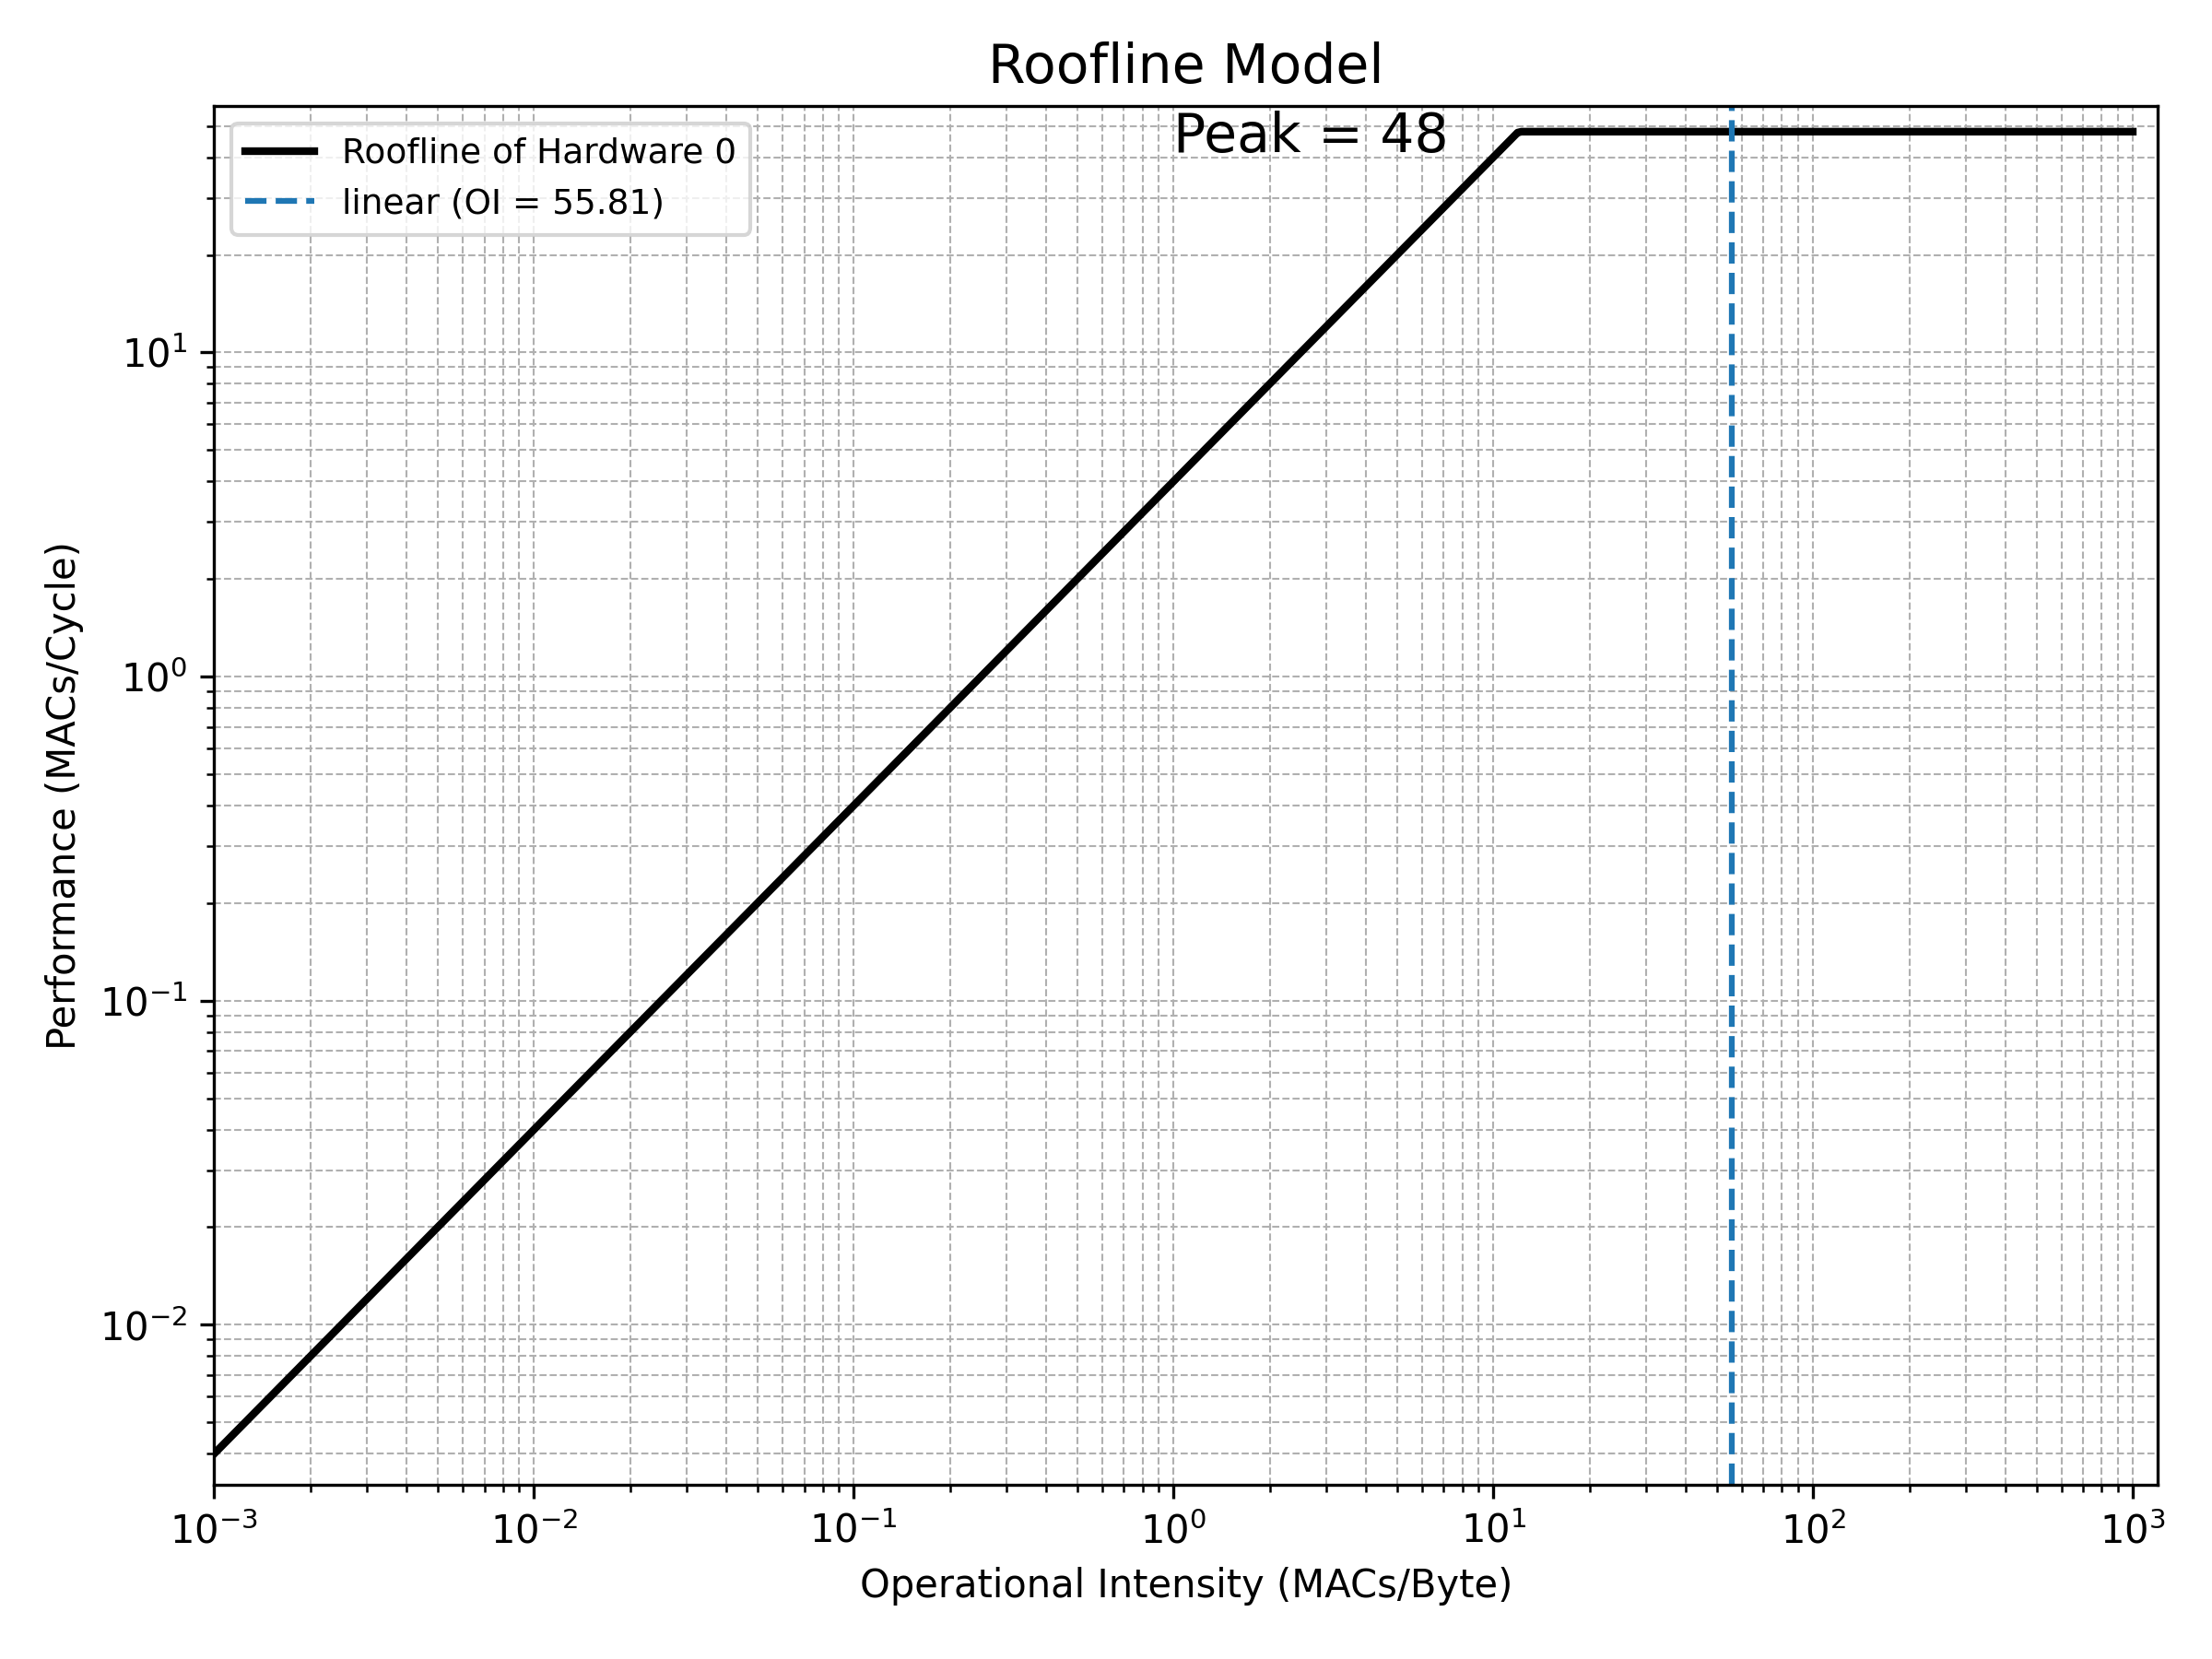 Roofline Model
Peak = 48
Roofline of Hardware 0
linear (OI = 55.81)
Performance (MACs/Cycle)
10¹
10⁰
10⁻¹
10⁻²
10⁻³ 10⁻² 10⁻¹ 10⁰ 10¹ 10² 10³
Operational Intensity (MACs/Byte)